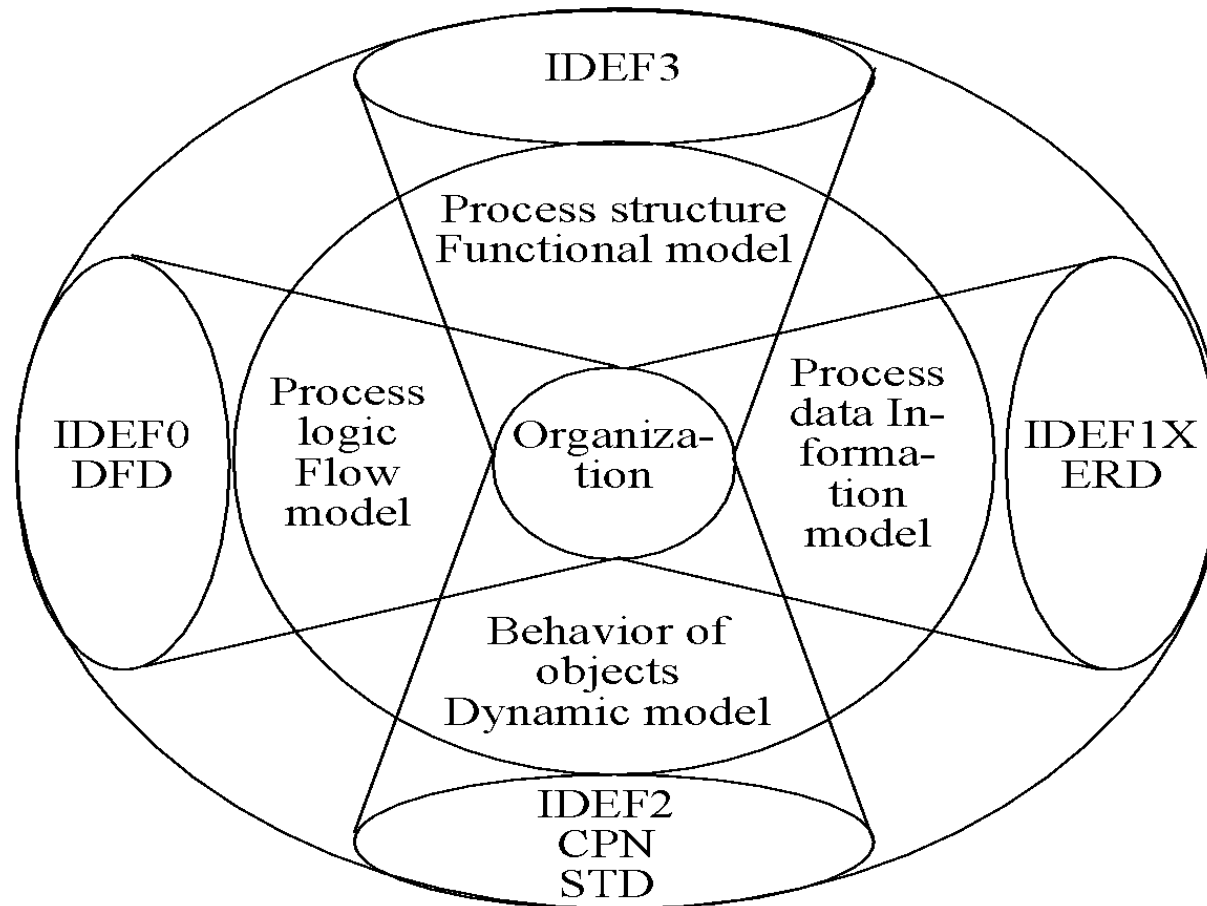 IDEF3
Process structure
Functional model
IDEF0
DFD
Process
logic
Flow
model
Organiza-
tion
Process
data In-
forma-
tion
model
IDEF1X
ERD
Behavior of
objects
Dynamic model
IDEF2
CPN
STD